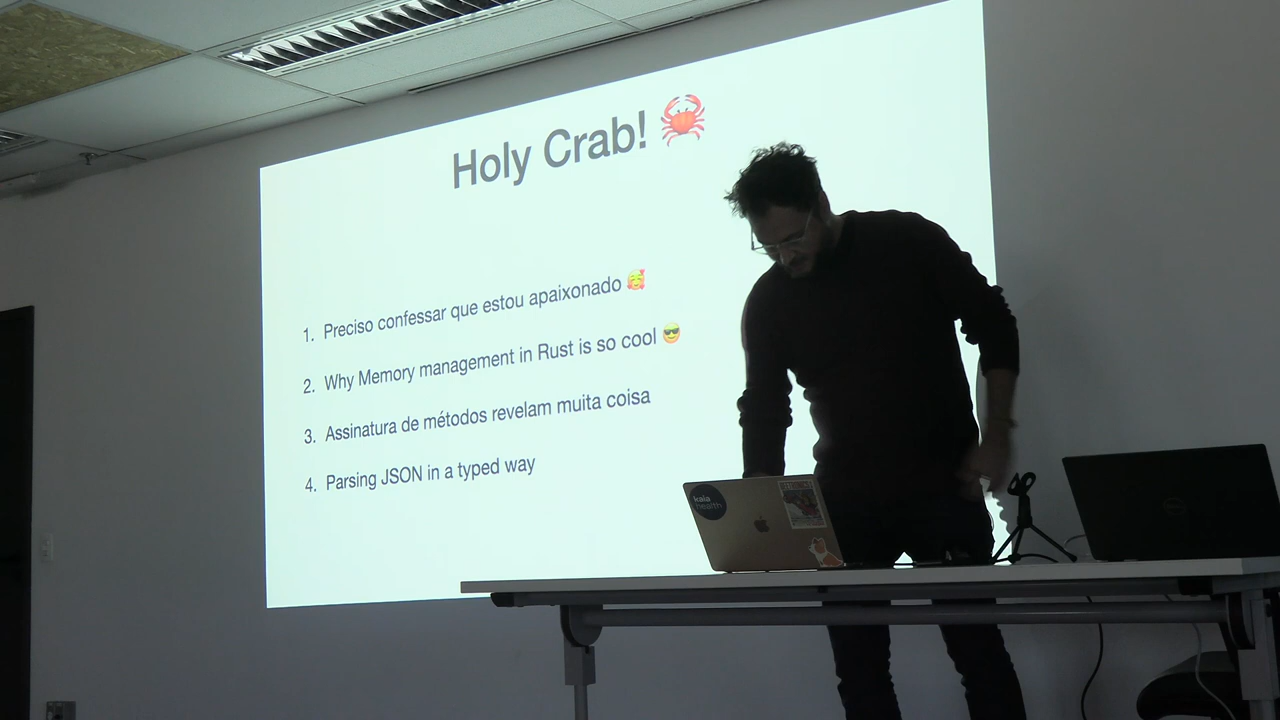 Holy Crab! 🦀
1. Preciso confessar que estou apaixonado 🥰
2. Why Memory management in Rust is so cool 😎
3. Assinatura de métodos revelam muita coisa
4. Parsing JSON in a typed way
kaia
health